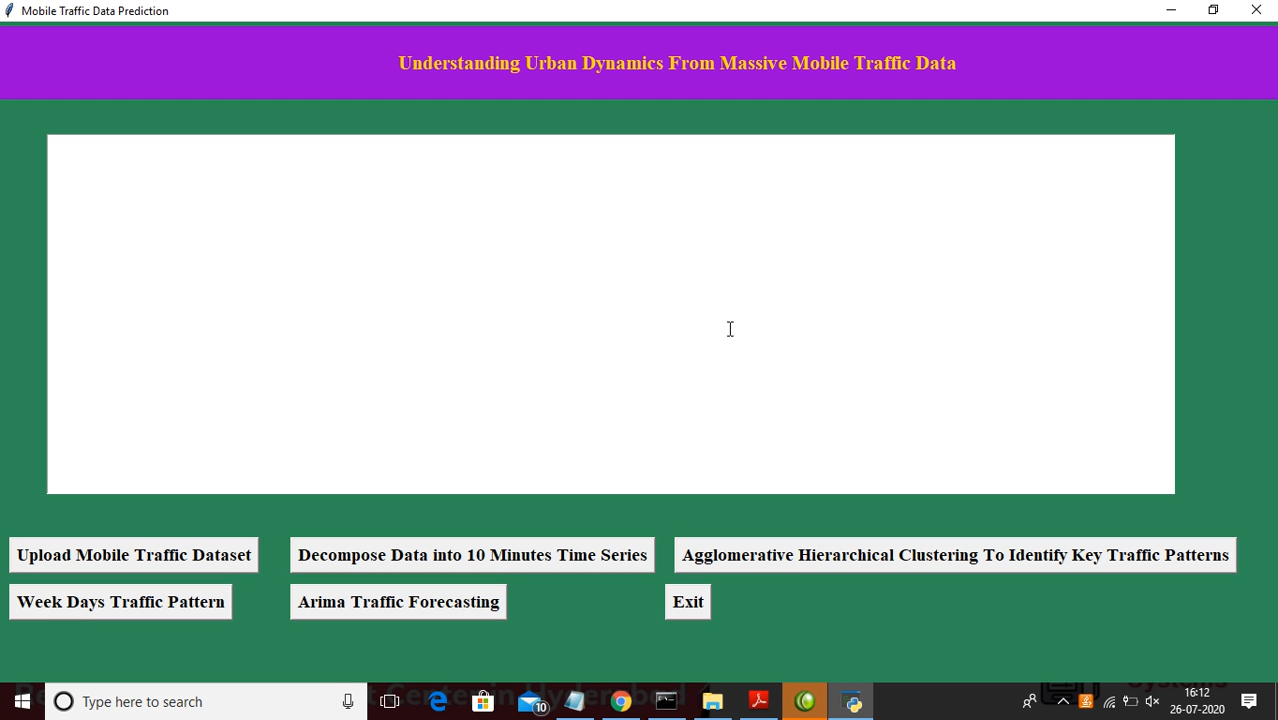 Mobile Traffic Data Prediction
Understanding Urban Dynamics From Massive Mobile Traffic Data
Upload Mobile Traffic Dataset
Decompose Data into 10 Minutes Time Series
Agglomerative Hierarchical Clustering To Identify Key Traffic Patterns
Week Days Traffic Pattern
Arima Traffic Forecasting
Exit
Type here to search
10
16:12
26-07-2020